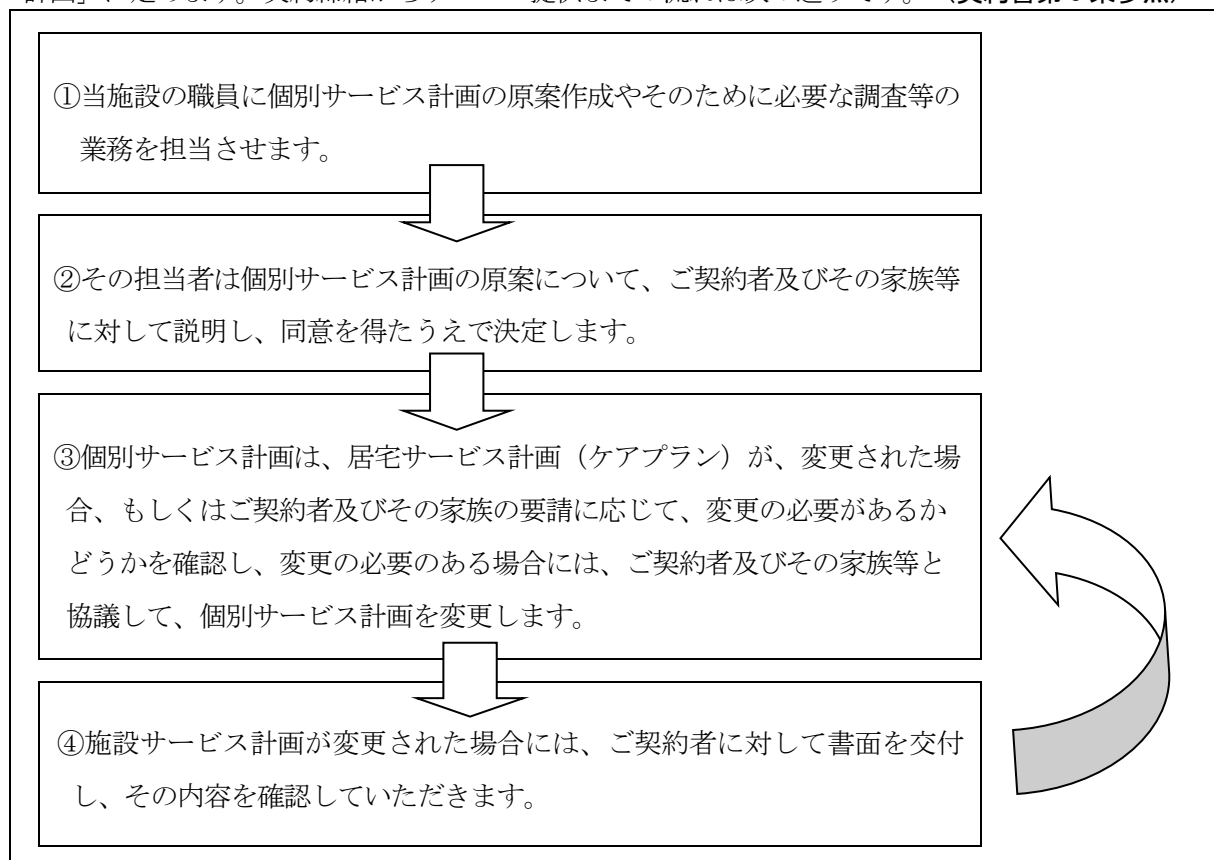 ①当施設の職員に個別サービス計画の原案作成やそのために必要な調査等の
業務を担当させます。
②その担当者は個別サービス計画の原案について、ご契約者及びその家族等
に対して説明し、同意を得たうえで決定します。
③個別サービス計画は、居宅サービス計画（ケアプラン）が、変更された場
合、もしくはご契約者及びその家族の要請に応じて、変更の必要があるか
どうかを確認し、変更の必要のある場合には、ご契約者及びその家族等と
協議して、個別サービス計画を変更します。
④施設サービス計画が変更された場合には、ご契約者に対して書面を交付
し、その内容を確認していただきます。